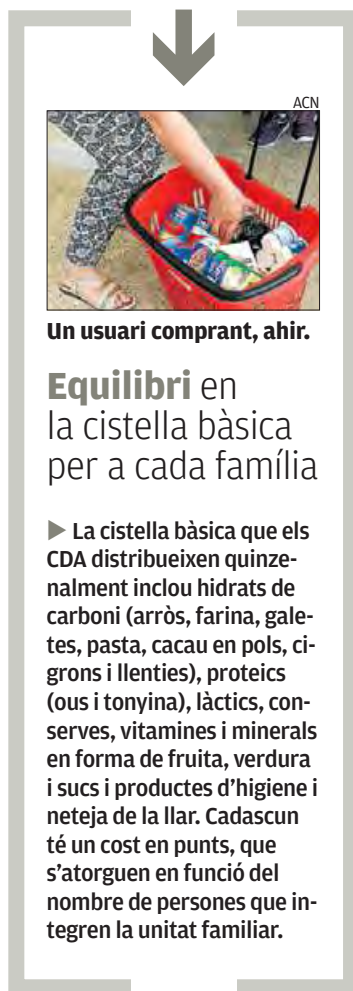 ACN
Un usuari comprant, ahir.
Equilibri en
la cistella bàsica
per a cada família
▶ La cistella bàsica que els
CDA distribueixen quinze-
nalment inclou hidrats de
carboni (arròs, farina, gale-
tes, pasta, cacau en pols, ci-
grons i llenties), proteics
(ous i tonyina), làctics, con-
serves, vitamines i minerals
en forma de fruita, verdura
i sucs i productes d’higiene i
neteja de la llar. Cadascun
té un cost en punts, que
s’atorguen en funció del
nombre de persones que in-
tegren la unitat familiar.